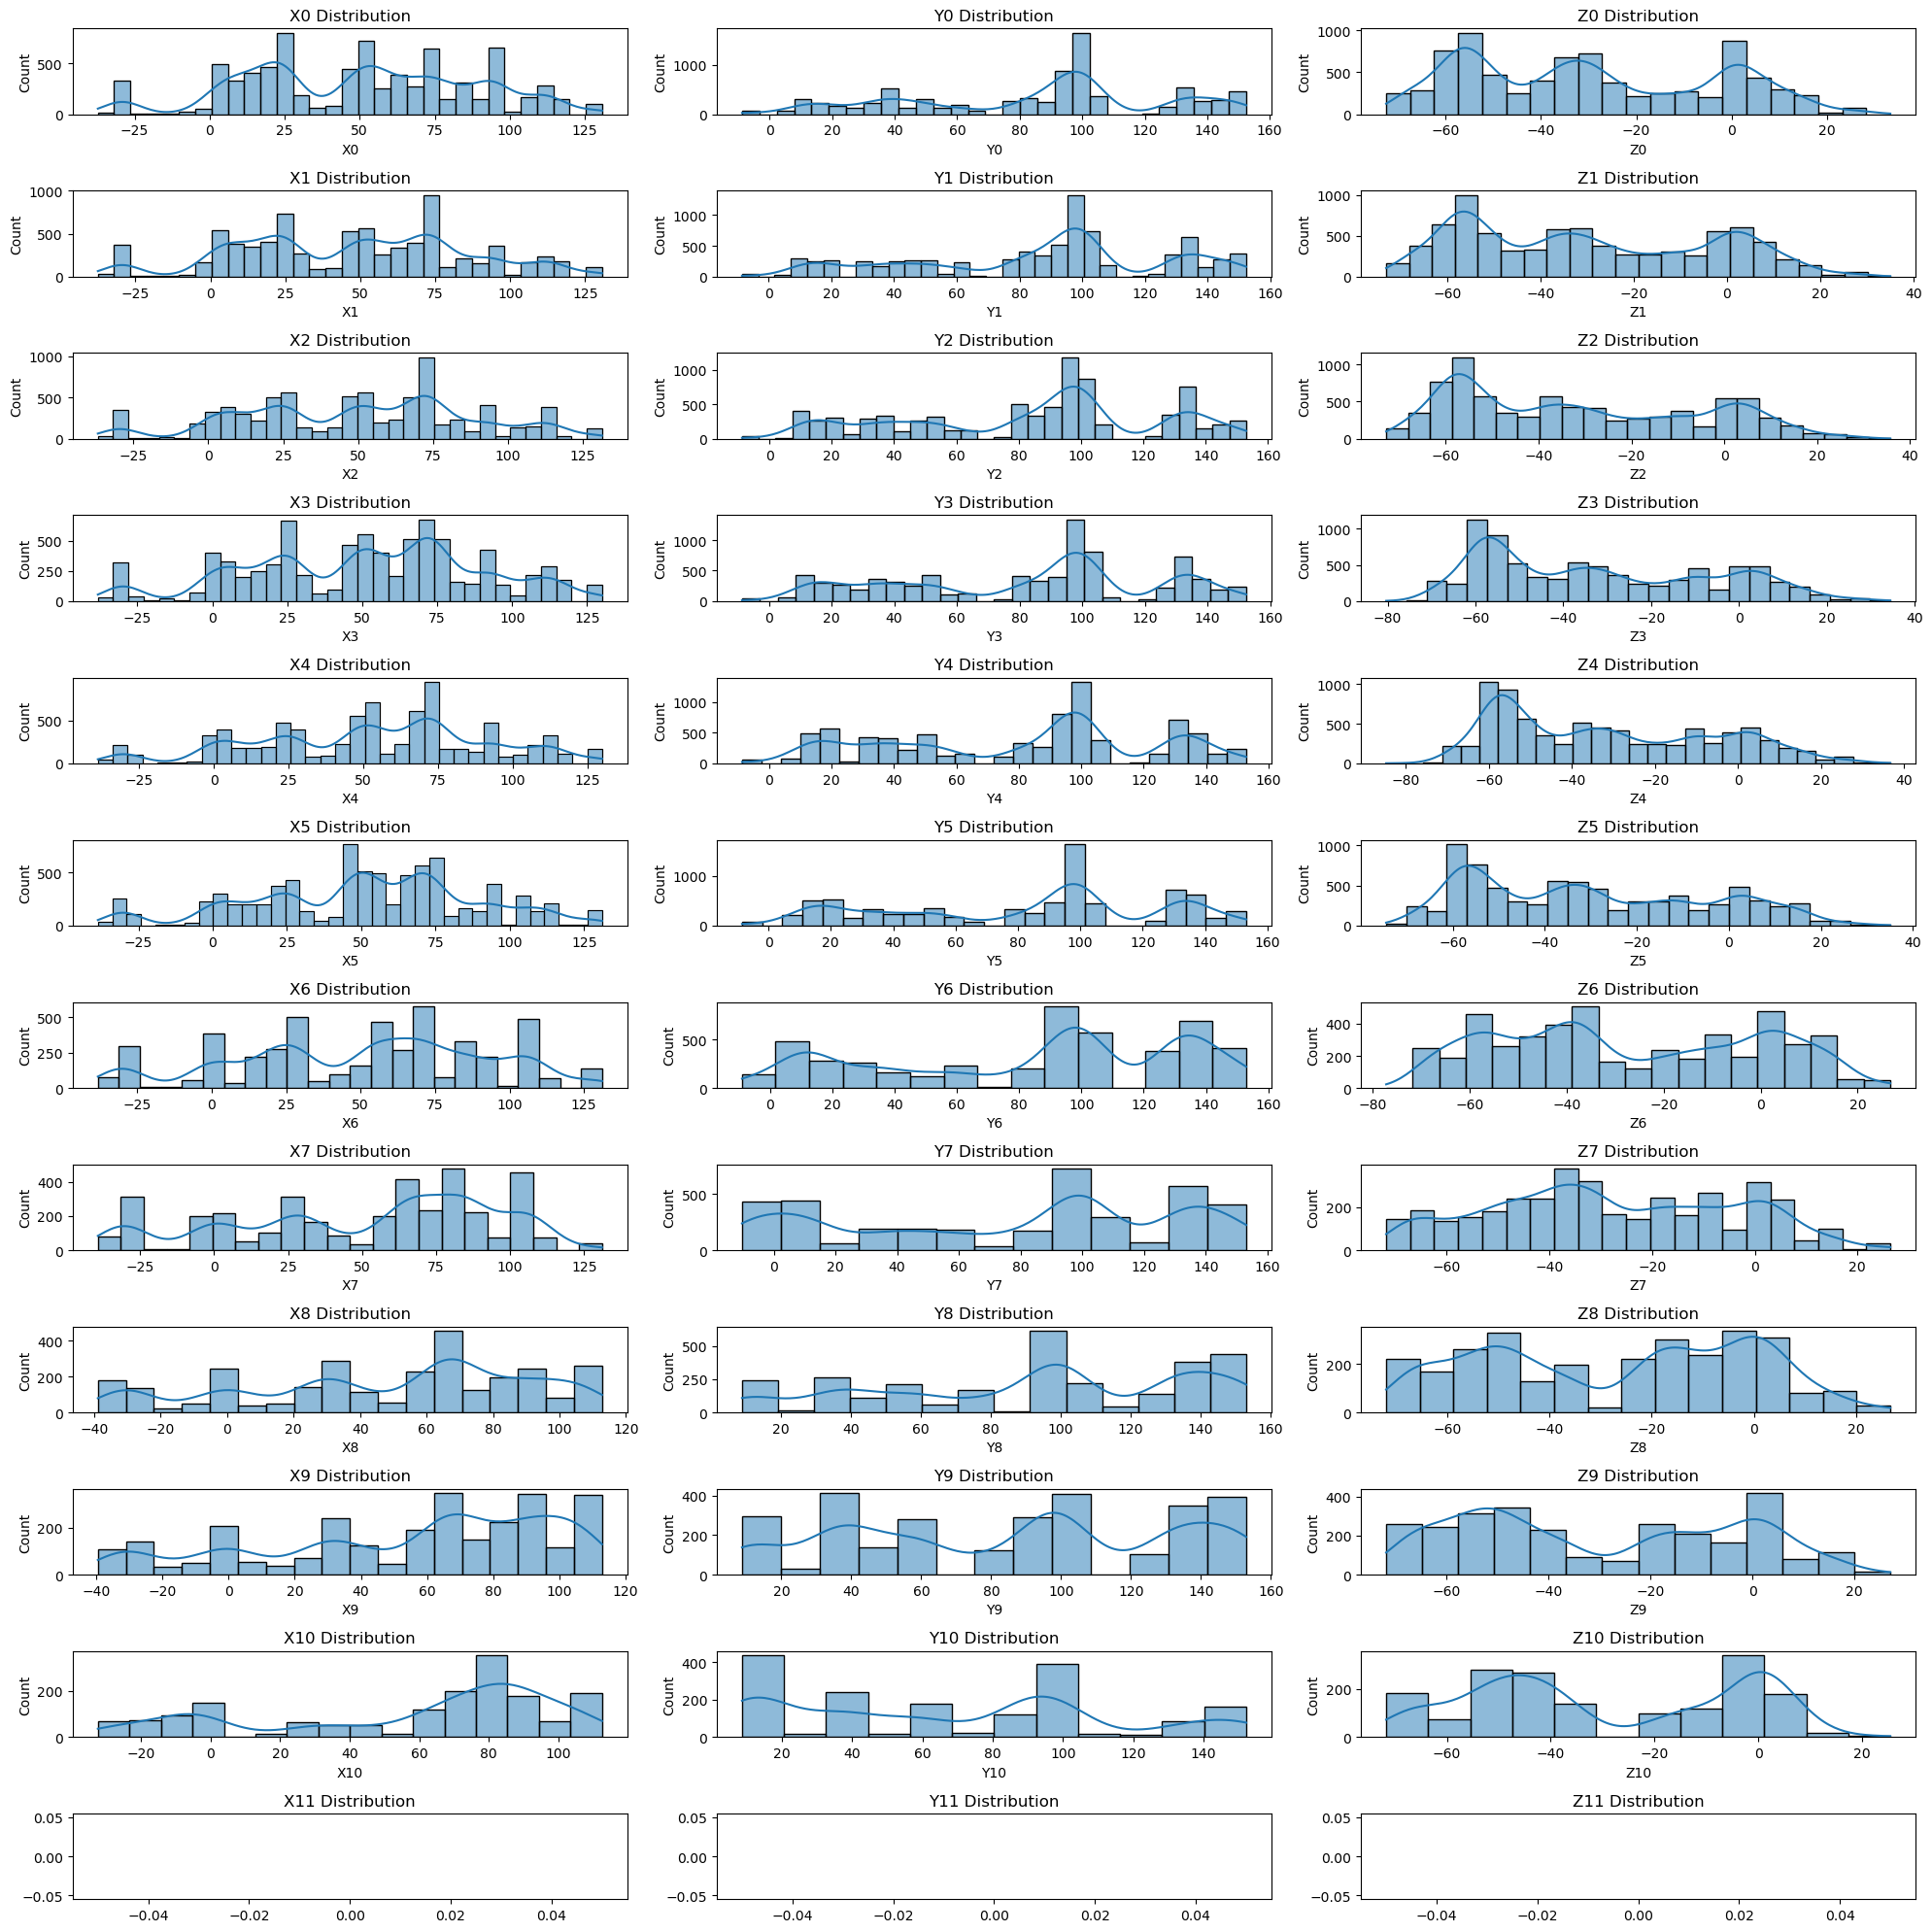 X0 Distribution Y0 Distribution Z0 Distribution
Count 500 0 Count 1000 0 Count 1000 500 0
−25 0 25 50 75 100 125 0 20 40 60 80 100 120 140 160 −60 −40 −20 0 20
X0 Y0 Z0
X1 Distribution Y1 Distribution Z1 Distribution
Count 1000 500 0 Count 1000 500 0 Count 1000 500 0
−25 0 25 50 75 100 125 0 20 40 60 80 100 120 140 160 −60 −40 −20 0 20 40
X1 Y1 Z1
X2 Distribution Y2 Distribution Z2 Distribution
Count 1000 500 0 Count 1000 500 0 Count 1000 500 0
−25 0 25 50 75 100 125 0 20 40 60 80 100 120 140 160 −60 −40 −20 0 20 40
X2 Y2 Z2
X3 Distribution Y3 Distribution Z3 Distribution
Count 500 250 0 Count 1000 500 0 Count 1000 500 0
−25 0 25 50 75 100 125 0 20 40 60 80 100 120 140 160 −80 −60 −40 −20 0 20 40
X3 Y3 Z3
X4 Distribution Y4 Distribution Z4 Distribution
Count 500 0 Count 1000 500 0 Count 1000 500 0
−25 0 25 50 75 100 125 0 20 40 60 80 100 120 140 160 −80 −60 −40 −20 0 20 40
X4 Y4 Z4
X5 Distribution Y5 Distribution Z5 Distribution
Count 500 0 Count 1000 0 Count 1000 500 0
−25 0 25 50 75 100 125 0 20 40 60 80 100 120 140 160 −60 −40 −20 0 20 40
X5 Y5 Z5
X6 Distribution Y6 Distribution Z6 Distribution
Count 500 250 0 Count 500 0 Count 400 200 0
−25 0 25 50 75 100 125 0 20 40 60 80 100 120 140 160 −80 −60 −40 −20 0 20
X6 Y6 Z6
X7 Distribution Y7 Distribution Z7 Distribution
Count 400 200 0 Count 500 0 Count 200 0
−25 0 25 50 75 100 125 0 20 40 60 80 100 120 140 160 −60 −40 −20 0 20
X7 Y7 Z7
X8 Distribution Y8 Distribution Z8 Distribution
Count 400 200 0 Count 500 250 0 Count 200 0
−40 −20 0 20 40 60 80 100 120 20 40 60 80 100 120 140 160 −60 −40 −20 0 20
X8 Y8 Z8
X9 Distribution Y9 Distribution Z9 Distribution
Count 200 0 Count 400 200 0 Count 400 200 0
−40 −20 0 20 40 60 80 100 120 20 40 60 80 100 120 140 160 −60 −40 −20 0 20
X9 Y9 Z9
X10 Distribution Y10 Distribution Z10 Distribution
Count 200 0 Count 400 200 0 Count 200 0
−20 0 20 40 60 80 100 20 40 60 80 100 120 140 −60 −40 −20 0 20
X10 Y10 Z10
X11 Distribution Y11 Distribution Z11 Distribution
0.05 0.05 0.05
0.00 0.00 0.00
−0.05 −0.05 −0.05
−0.04 −0.02 0.00 0.02 0.04 −0.04 −0.02 0.00 0.02 0.04 −0.04 −0.02 0.00 0.02 0.04